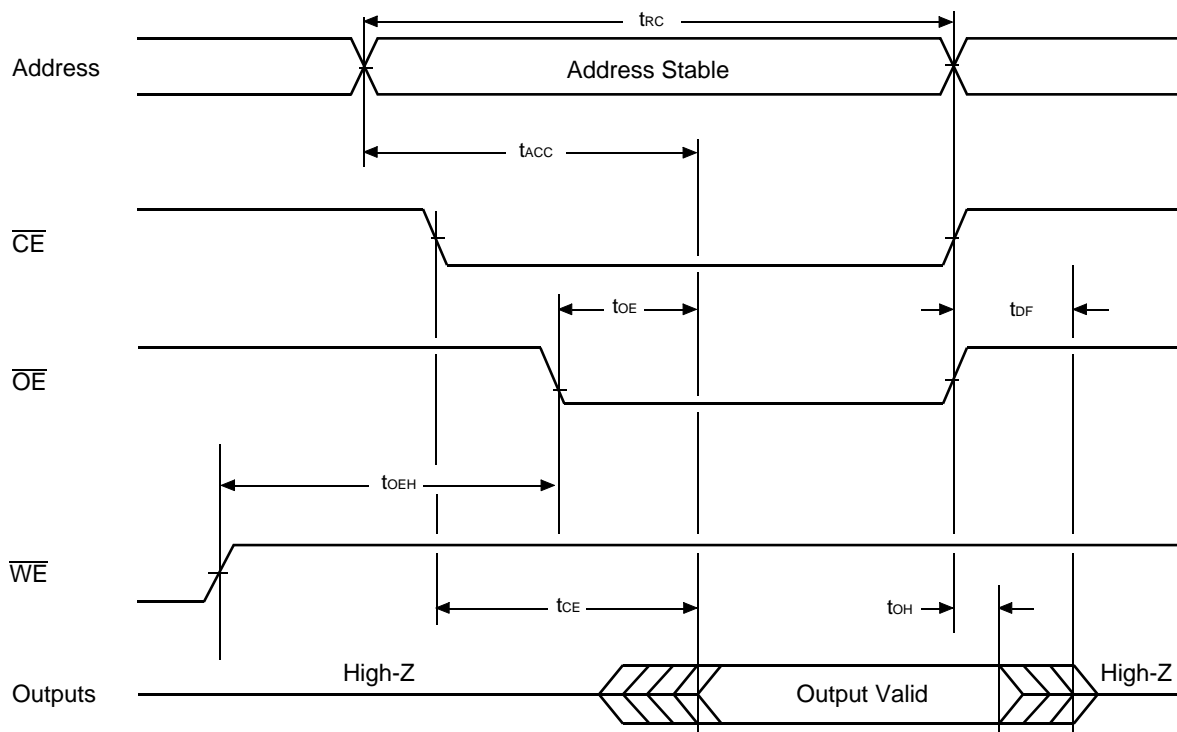 tRC
Address
Address Stable
tACC
CE
tOE
tDF
OE
tOEH
WE
tCE
tOH
High-Z
High-Z
Outputs
Output Valid